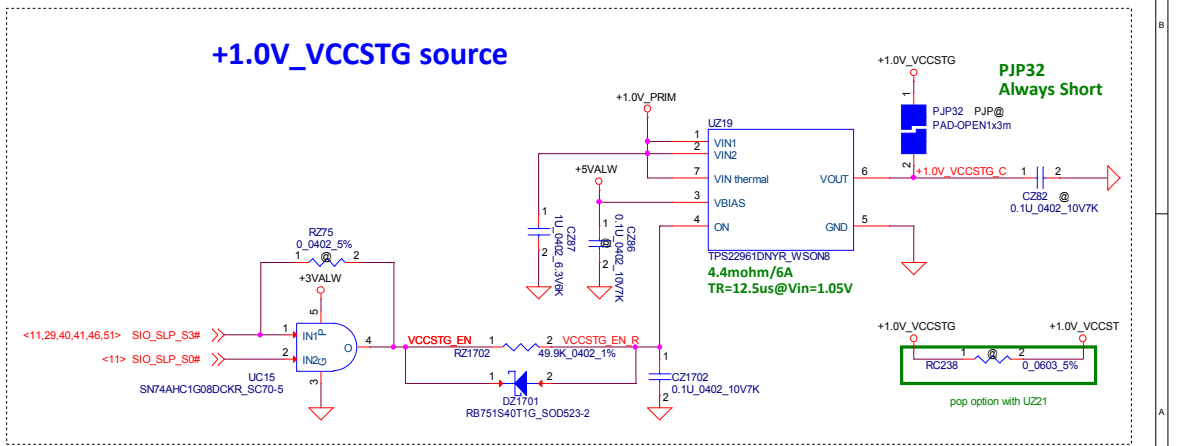 +1.0V_VCCSTG source
B
+1.0V_VCCSTG
PJP32
Always Short
+1.0V_PRIM
1
PJP32 PJP@
PAD-OPEN1x3m
2
UZ19
1 VIN1
2 VIN2
7 VIN thermal
VOUT 6
+1.0V_VCCSTG_C
1 2
CZ82 @
0.1U_0402_10V7K
+5VALW
3 VBIAS
4 ON
GND 5
TPS22961DNYR_WSON8
4.4mohm/6A
TR=12.5us@Vin=1.05V
1
2
CZ87
1U_0402_6.3V6K
1
2
@
CZ86
0.1U_0402_10V7K
RZ75
0_0402_5%
1 @ 2
+3VALW
5
<11,29,40,41,46,51> SIO_SLP_S3#
1 IN1 P
O 4
<11> SIO_SLP_S0#
2 IN2 G
3
UC15
SN74AHC1G08DCKR_SC70-5
VCCSTG_EN
1 2
VCCSTG_EN_R
RZ1702 49.9K_0402_1%
1 2
DZ1701
RB751S40T1G_SOD523-2
1
CZ1702
0.1U_0402_10V7K
2
+1.0V_VCCSTG
+1.0V_VCCST
1 @ 2
RC238 0_0603_5%
pop option with UZ21
A